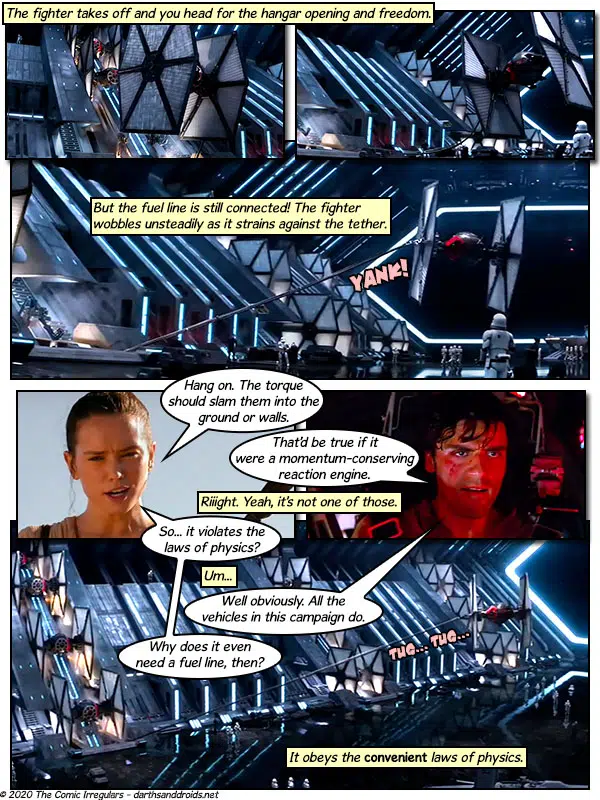 The fighter takes off and you head for the hangar opening and freedom.
But the fuel line is still connected! The fighter
wobbles unsteadily as it strains against the tether.
YANK!
Hang on. The torque
should slam them into the
ground or walls.
That'd be true if it
were a momentum-conserving
reaction engine.
Riiight. Yeah, it's not one of those.
So... it violates the
laws of physics?
Um...
Well obviously. All the
vehicles in this campaign do.
Why does it even
need a fuel line, then?
TUG... TUG...
It obeys the convenient laws of physics.
© 2020 The Comic Irregulars - darthsanddroids.net